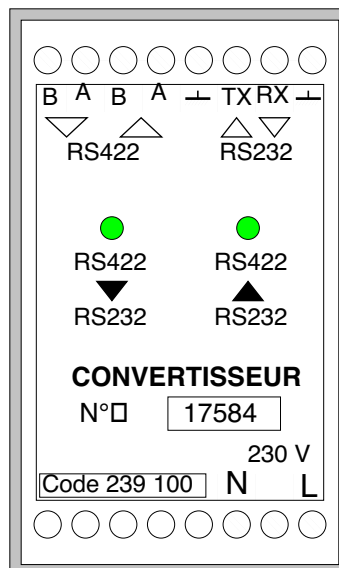 B A B A ⊥ TX RX ⊥
RS422 RS232
RS422 RS422
RS232 RS232
CONVERTISSEUR
N°□ 17584
230 V
Code 239 100 N L